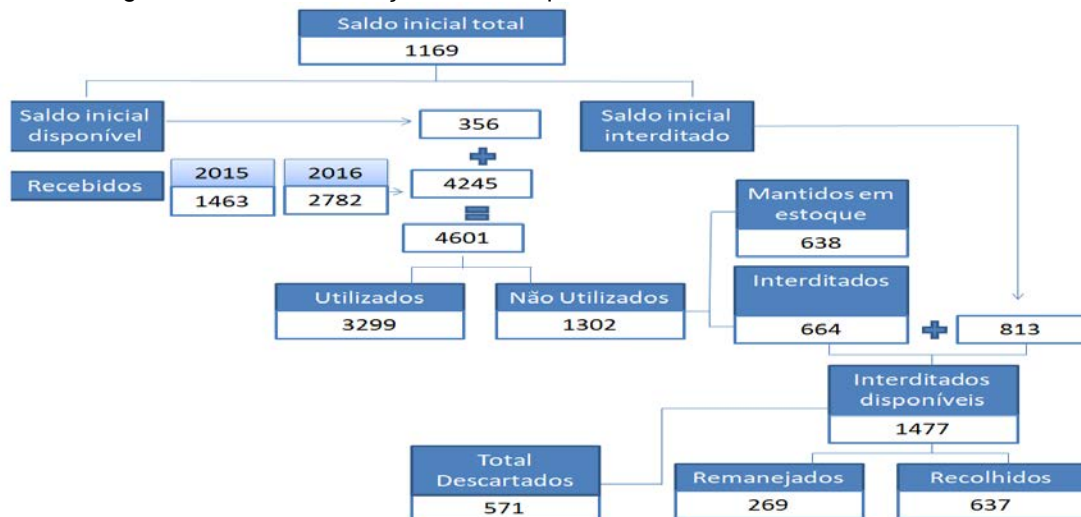 Saldo inicial total
1169
Saldo inicial
disponível
356
Saldo inicial
interditado
Recebidos
2015
1463
2016
2782
4245
4601
Mantidos em
estoque
638
Utilizados
3299
Não Utilizados
1302
Interditados
664
813
Interditados
disponíveis
1477
Total
Descartados
571
Remanejados
269
Recolhidos
637